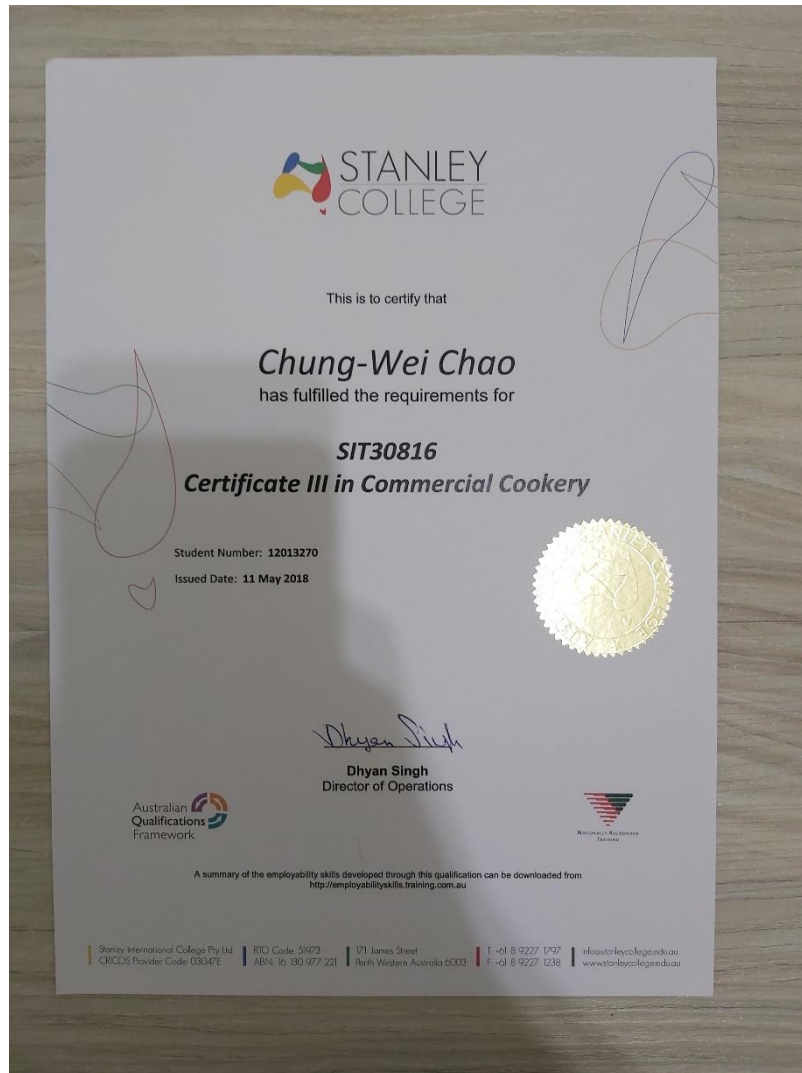 STANLEY
COLLEGE
This is to certify that
Chung-Wei Chao
has fulfilled the requirements for
SIT30816
Certificate III in Commercial Cookery
Student Number: 12013270
Issued Date: 11 May 2018
Dhyan Singh
Dhyan Singh
Director of Operations
Australian
Qualifications
Framework
NATIONALLY RECOGNISED
TRAINING
A summary of the employability skills developed through this qualification can be downloaded from
http://employabilityskills.training.com.au
Stanley International College Pty Ltd
CRICOS Provider Code: 03047E
RTO Code: 51973
ABN: 16 130 977 221
171 James Street
Perth Western Australia 6003
T: +61 8 9227 1797
F: +61 8 9227 1238
info@stanleycollege.edu.au
www.stanleycollege.edu.au